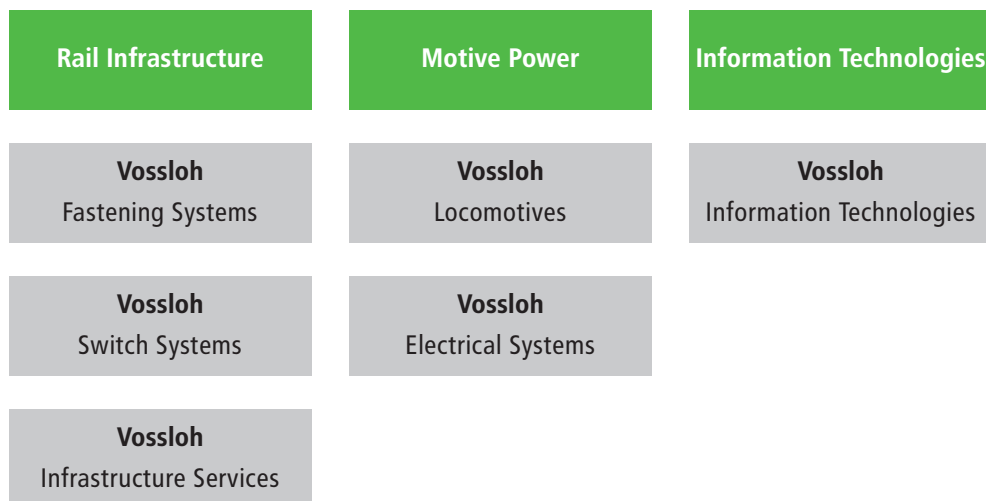 Rail Infrastructure
Motive Power
Information Technologies
Vossloh
Fastening Systems
Vossloh
Locomotives
Vossloh
Information Technologies
Vossloh
Switch Systems
Vossloh
Electrical Systems
Vossloh
Infrastructure Services